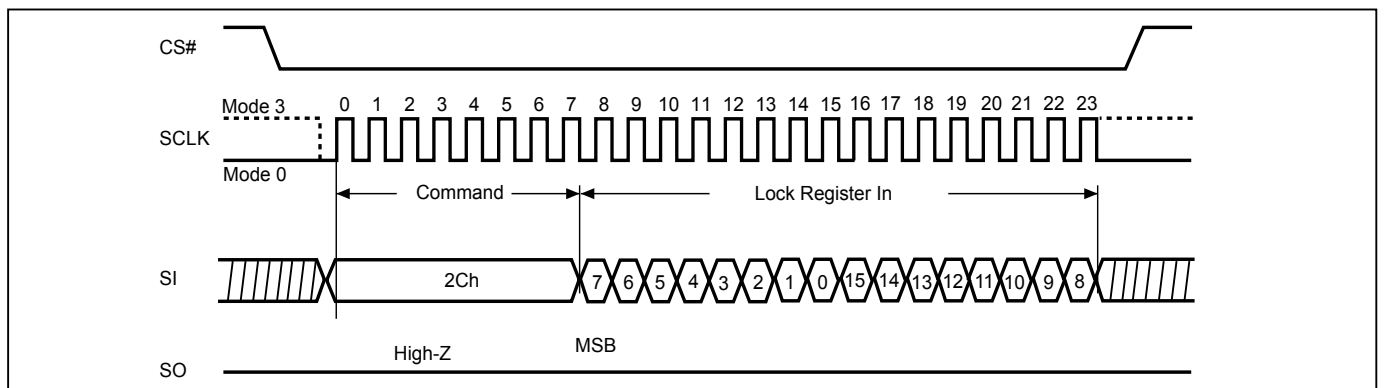 CS#
Mode 3 0 1 2 3 4 5 6 7 8 9 10 11 12 13 14 15 16 17 18 19 20 21 22 23
SCLK
Mode 0
Command Lock Register In
SI 2Ch 7 6 5 4 3 2 1 0 15 14 13 12 11 10 9 8
High-Z MSB
SO